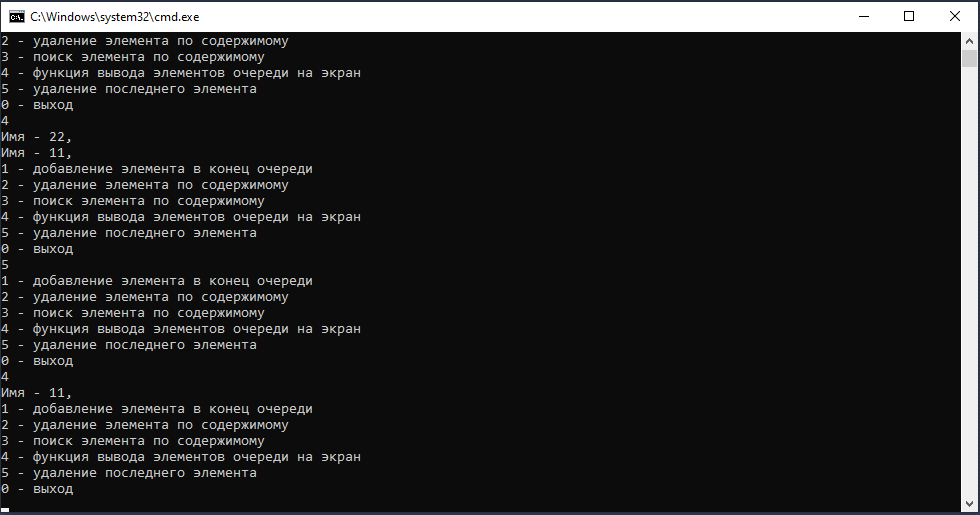 C:\Windows\system32\cmd.exe
2 - удаление элемента по содержимому
3 - поиск элемента по содержимому
4 - функция вывода элементов очереди на экран
5 - удаление последнего элемента
0 - выход
4
Имя - 22,
Имя - 11,
1 - добавление элемента в конец очереди
2 - удаление элемента по содержимому
3 - поиск элемента по содержимому
4 - функция вывода элементов очереди на экран
5 - удаление последнего элемента
0 - выход
5
1 - добавление элемента в конец очереди
2 - удаление элемента по содержимому
3 - поиск элемента по содержимому
4 - функция вывода элементов очереди на экран
5 - удаление последнего элемента
0 - выход
4
Имя - 11,
1 - добавление элемента в конец очереди
2 - удаление элемента по содержимому
3 - поиск элемента по содержимому
4 - функция вывода элементов очереди на экран
5 - удаление последнего элемента
0 - выход